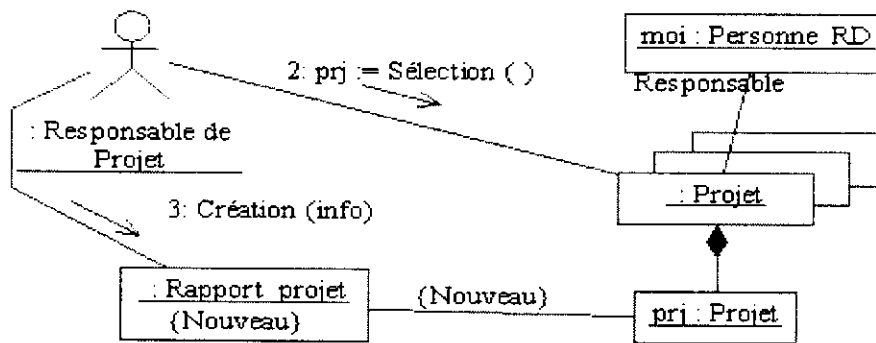 moi : Personne RD
2: prj := Sélection ( )
Responsable
: Responsable de
Projet
: Projet
3: Création (info)
: Rapport projet
{Nouveau}
{Nouveau}
prj : Projet